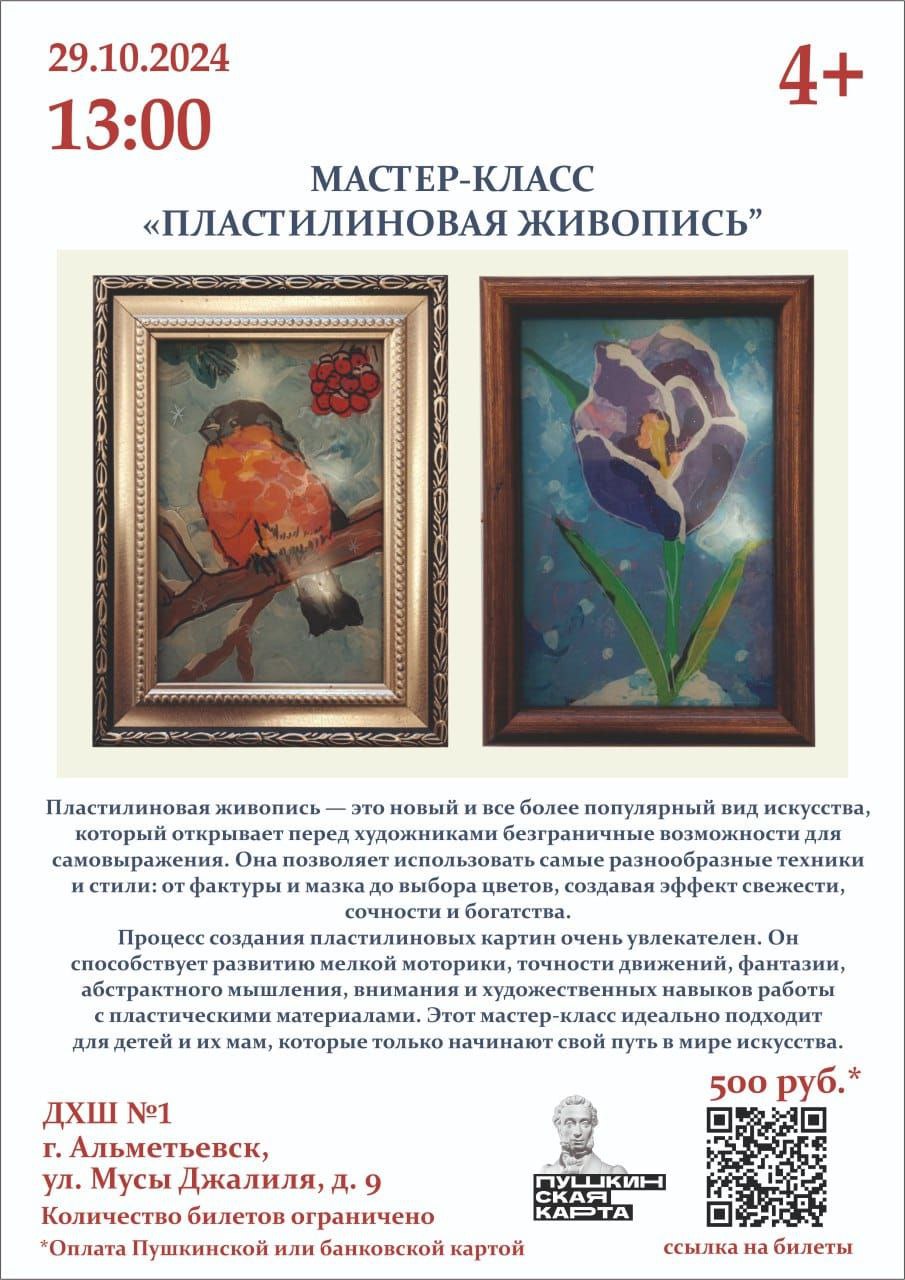 29.10.2024
4+
13:00
МАСТЕР-КЛАСС
«ПЛАСТИЛИНОВАЯ ЖИВОПИСЬ”
Пластилиновая живопись — это новый и все более популярный вид искусства,
который открывает перед художниками безграничные возможности для
самовыражения. Она позволяет использовать самые разнообразные техники
и стили: от фактуры и мазка до выбора цветов, создавая эффект свежести,
сочности и богатства.
Процесс создания пластилиновых картин очень увлекателен. Он
способствует развитию мелкой моторики, точности движений, фантазии,
абстрактного мышления, внимания и художественных навыков работы
с пластическими материалами. Этот мастер-класс идеально подходит
для детей и их мам, которые только начинают свой путь в мире искусства.
500 руб.*
ДХШ №1
г. Альметьевск,
ул. Мусы Джалиля, д. 9
Количество билетов ограничено
*Оплата Пушкинской или банковской картой
ПУШКИН
СКАЯ
КАРТА
ссылка на билеты